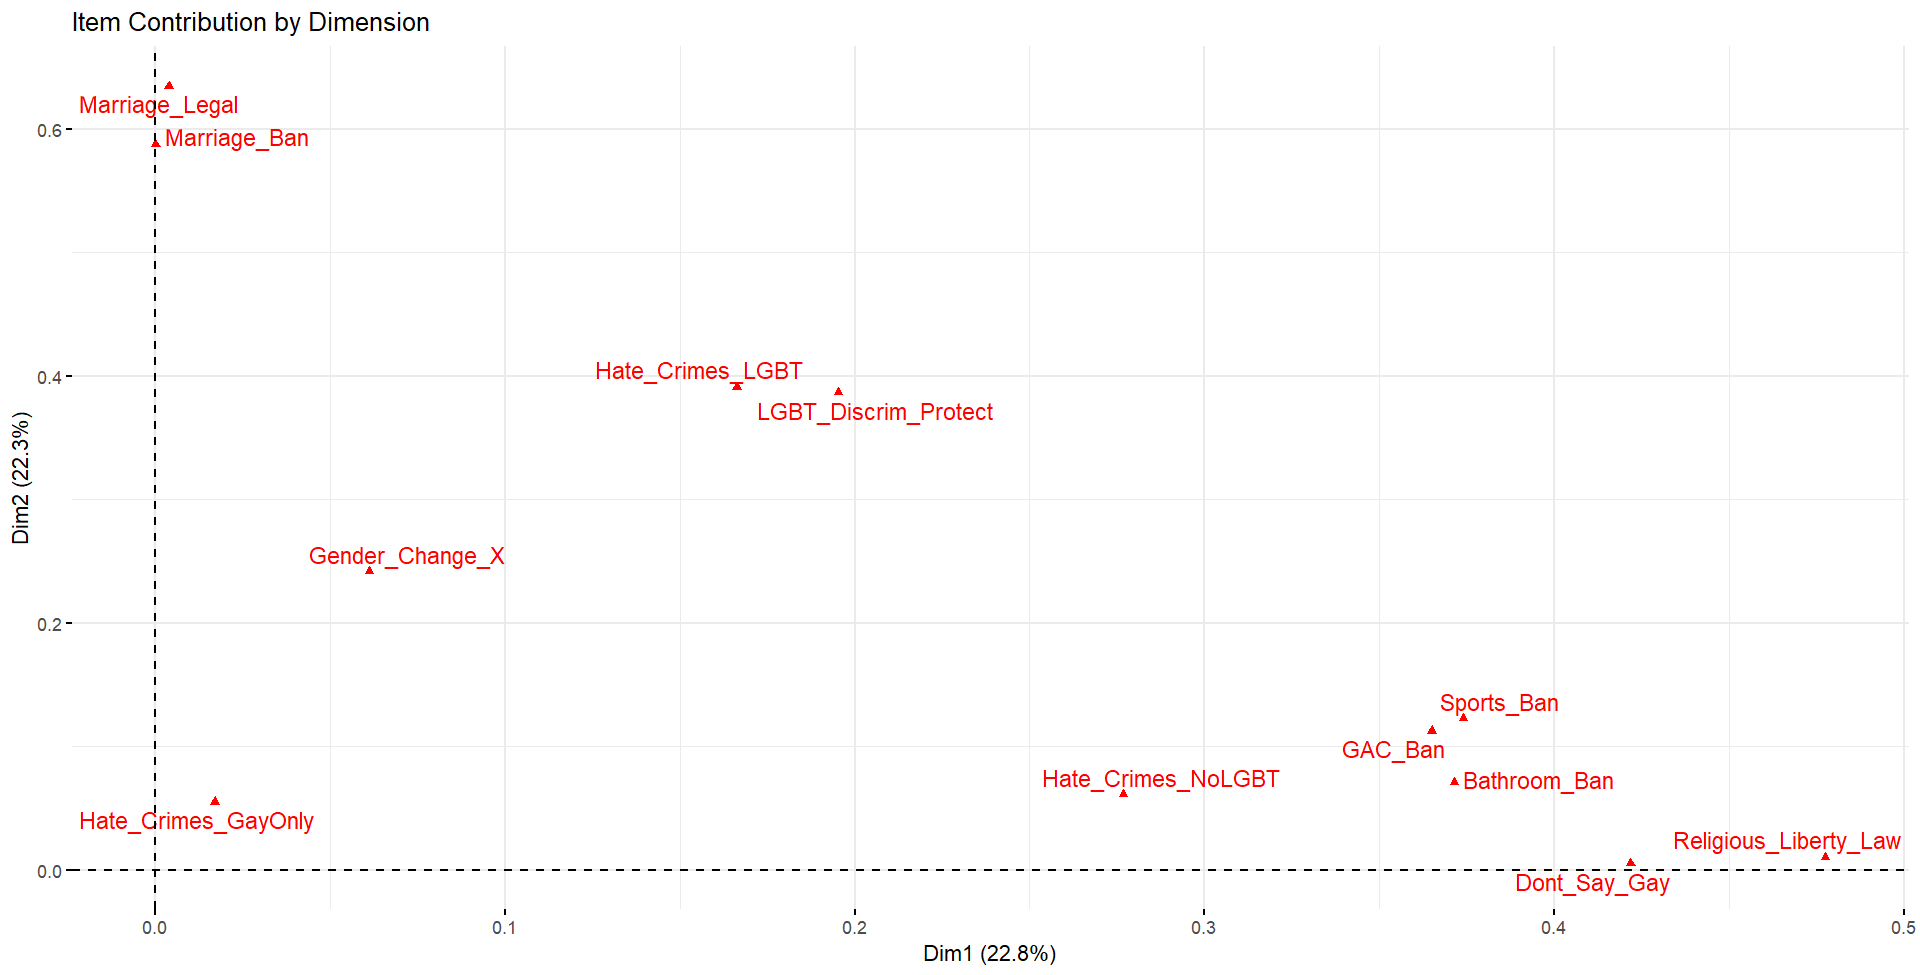 Item Contribution by Dimension
Marriage_Legal
0.6
Marriage_Ban
Hate_Crimes_LGBT
0.4
LGBT_Discrim_Protect
Dim2 (22.3%)
Gender_Change_X
0.2
Sports_Ban
GAC_Ban
Hate_Crimes_NoLGBT
Bathroom_Ban
Hate_Crimes_GayOnly
Religious_Liberty_Law
0.0
Dont_Say_Gay
0.0 0.1 0.2 0.3 0.4 0.5
Dim1 (22.8%)